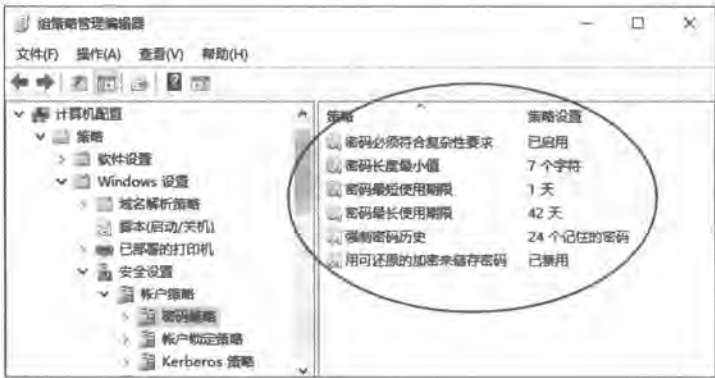 组策略管理编辑器
文件(F) 操作(A) 查看(V) 帮助(H)
计算机配置
策略
软件设置
Windows 设置
域名解析策略
脚本(启动/关机)
已部署的打印机
安全设置
帐户策略
密码策略
帐户锁定策略
Kerberos 策略
策略 策略设置
密码必须符合复杂性要求 已启用
密码长度最小值 7 个字符
密码最短使用期限 1 天
密码最长使用期限 42 天
强制密码历史 24 个记住的密码
用可还原的加密来储存密码 已禁用